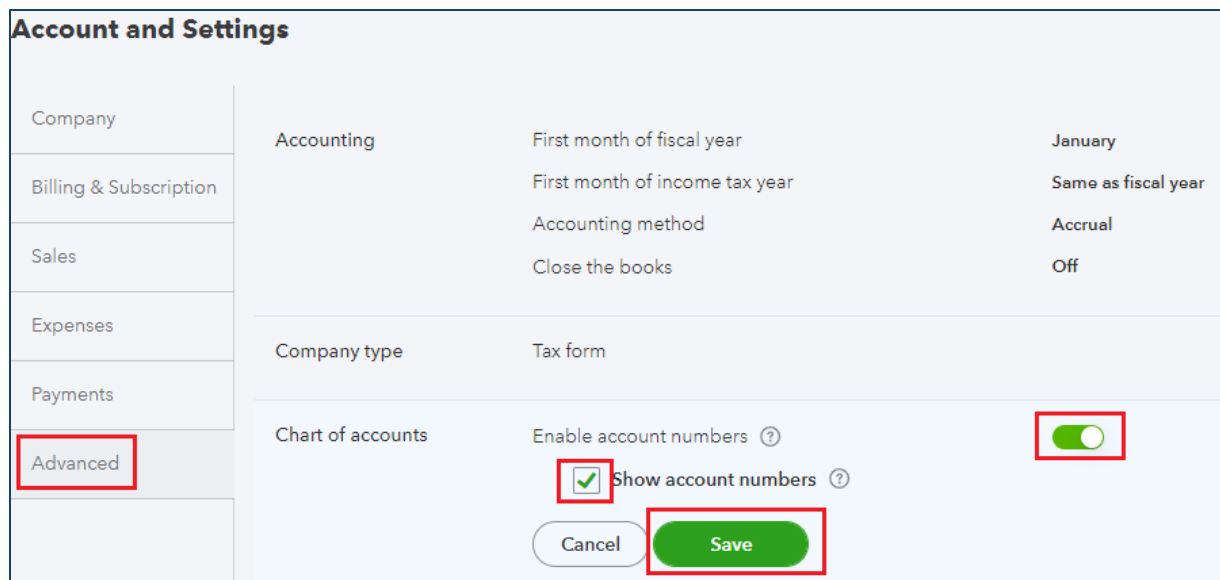 Account and Settings
Company
Billing & Subscription
Sales
Expenses
Payments
Advanced
Accounting
First month of fiscal year
January
First month of income tax year
Same as fiscal year
Accounting method
Accrual
Close the books
Off
Company type
Tax form
Chart of accounts
Enable account numbers ?
Show account numbers ?
Cancel
Save